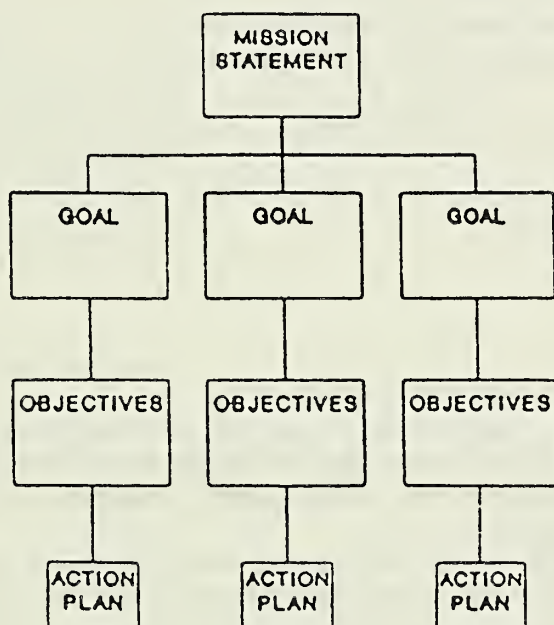 MISSION
STATEMENT
GOAL
GOAL
GOAL
OBJECTIVES
OBJECTIVES
OBJECTIVES
ACTION
PLAN
ACTION
PLAN
ACTION
PLAN